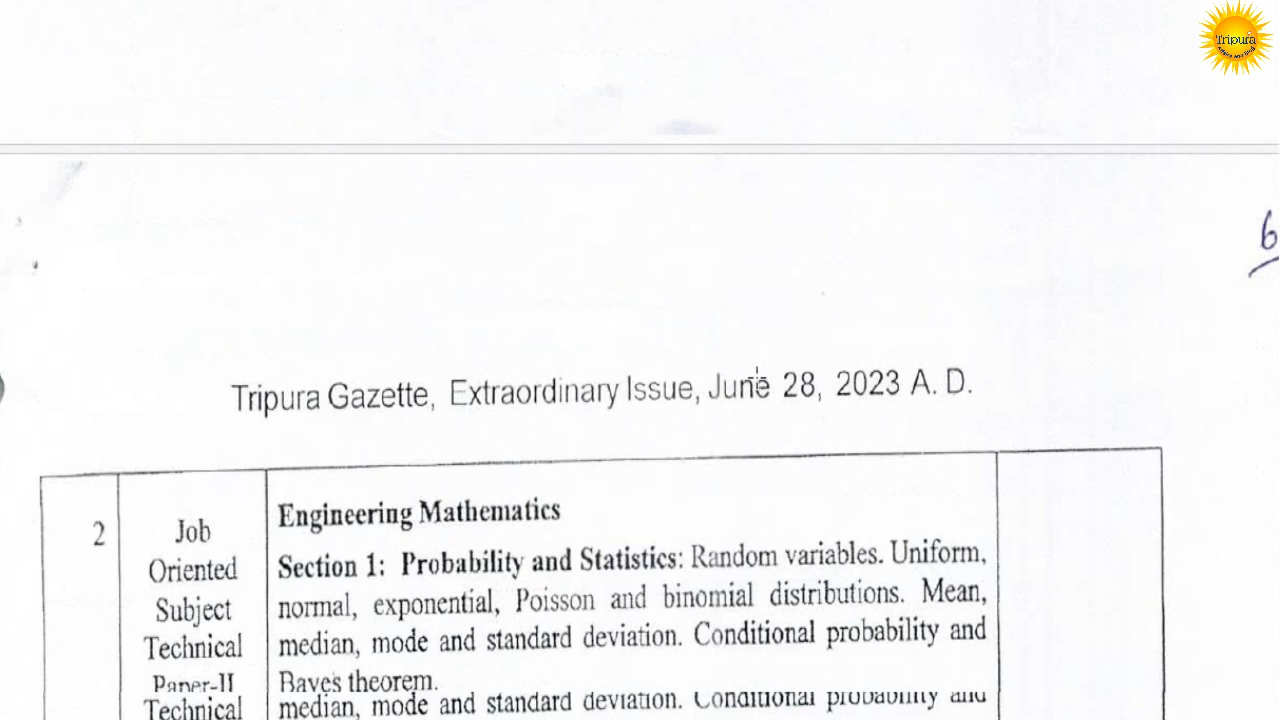 Tripura
6
Tripura Gazette, Extraordinary Issue, June 28, 2023 A. D.
2
Job
Oriented
Subject
Technical
Paper-II
Technical
Engineering Mathematics
Section 1: Probability and Statistics: Random variables. Uniform,
normal, exponential, Poisson and binomial distributions. Mean,
median, mode and standard deviation. Conditional probability and
Bayes theorem.
median, mode and standard deviation. Conditional probability and